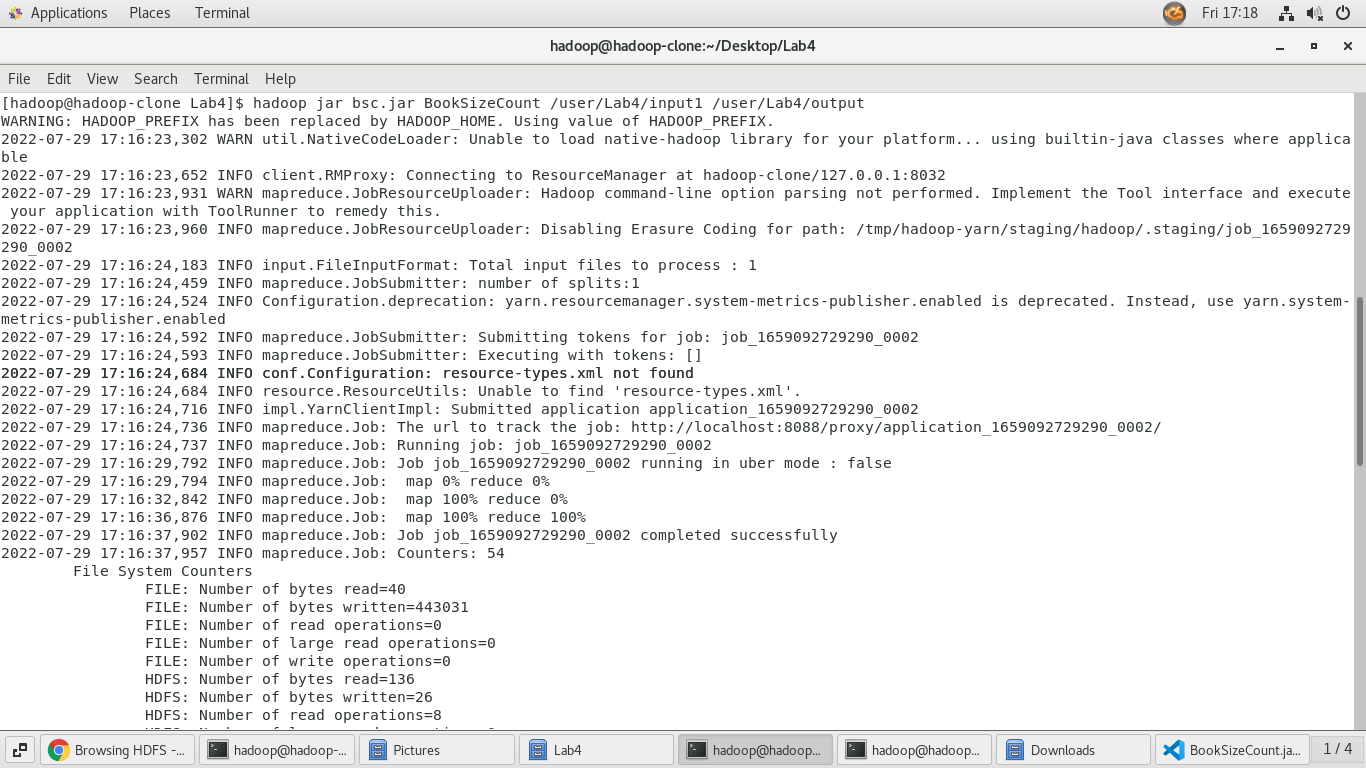 Applications Places Terminal Fri 17:18
hadoop@hadoop-clone:~/Desktop/Lab4
File Edit View Search Terminal Help
[hadoop@hadoop-clone Lab4]$ hadoop jar bsc.jar BookSizeCount /user/Lab4/input1 /user/Lab4/output
WARNING: HADOOP_PREFIX has been replaced by HADOOP_HOME. Using value of HADOOP_PREFIX.
2022-07-29 17:16:23,302 WARN util.NativeCodeLoader: Unable to load native-hadoop library for your platform... using builtin-java classes where applica
ble
2022-07-29 17:16:23,652 INFO client.RMProxy: Connecting to ResourceManager at hadoop-clone/127.0.0.1:8032
2022-07-29 17:16:23,931 WARN mapreduce.JobResourceUploader: Hadoop command-line option parsing not performed. Implement the Tool interface and execute
your application with ToolRunner to remedy this.
2022-07-29 17:16:23,960 INFO mapreduce.JobResourceUploader: Disabling Erasure Coding for path: /tmp/hadoop-yarn/staging/hadoop/.staging/job_1659092729
290_0002
2022-07-29 17:16:24,183 INFO input.FileInputFormat: Total input files to process : 1
2022-07-29 17:16:24,459 INFO mapreduce.JobSubmitter: number of splits:1
2022-07-29 17:16:24,524 INFO Configuration.deprecation: yarn.resourcemanager.system-metrics-publisher.enabled is deprecated. Instead, use yarn.system-
metrics-publisher.enabled
2022-07-29 17:16:24,592 INFO mapreduce.JobSubmitter: Submitting tokens for job: job_1659092729290_0002
2022-07-29 17:16:24,593 INFO mapreduce.JobSubmitter: Executing with tokens: []
2022-07-29 17:16:24,684 INFO conf.Configuration: resource-types.xml not found
2022-07-29 17:16:24,684 INFO resource.ResourceUtils: Unable to find 'resource-types.xml'.
2022-07-29 17:16:24,716 INFO impl.YarnClientImpl: Submitted application application_1659092729290_0002
2022-07-29 17:16:24,736 INFO mapreduce.Job: The url to track the job: http://localhost:8088/proxy/application_1659092729290_0002/
2022-07-29 17:16:24,737 INFO mapreduce.Job: Running job: job_1659092729290_0002
2022-07-29 17:16:29,792 INFO mapreduce.Job: Job job_1659092729290_0002 running in uber mode : false
2022-07-29 17:16:29,794 INFO mapreduce.Job:  map 0% reduce 0%
2022-07-29 17:16:32,842 INFO mapreduce.Job:  map 100% reduce 0%
2022-07-29 17:16:36,876 INFO mapreduce.Job:  map 100% reduce 100%
2022-07-29 17:16:37,902 INFO mapreduce.Job: Job job_1659092729290_0002 completed successfully
2022-07-29 17:16:37,957 INFO mapreduce.Job: Counters: 54
File System Counters
FILE: Number of bytes read=40
FILE: Number of bytes written=443031
FILE: Number of read operations=0
FILE: Number of large read operations=0
FILE: Number of write operations=0
HDFS: Number of bytes read=136
HDFS: Number of bytes written=26
HDFS: Number of read operations=8
Browsing HDFS -... hadoop@hadoop-... Pictures Lab4 hadoop@hadoop... hadoop@hadoop... Downloads BookSizeCount.ja... 1 / 4